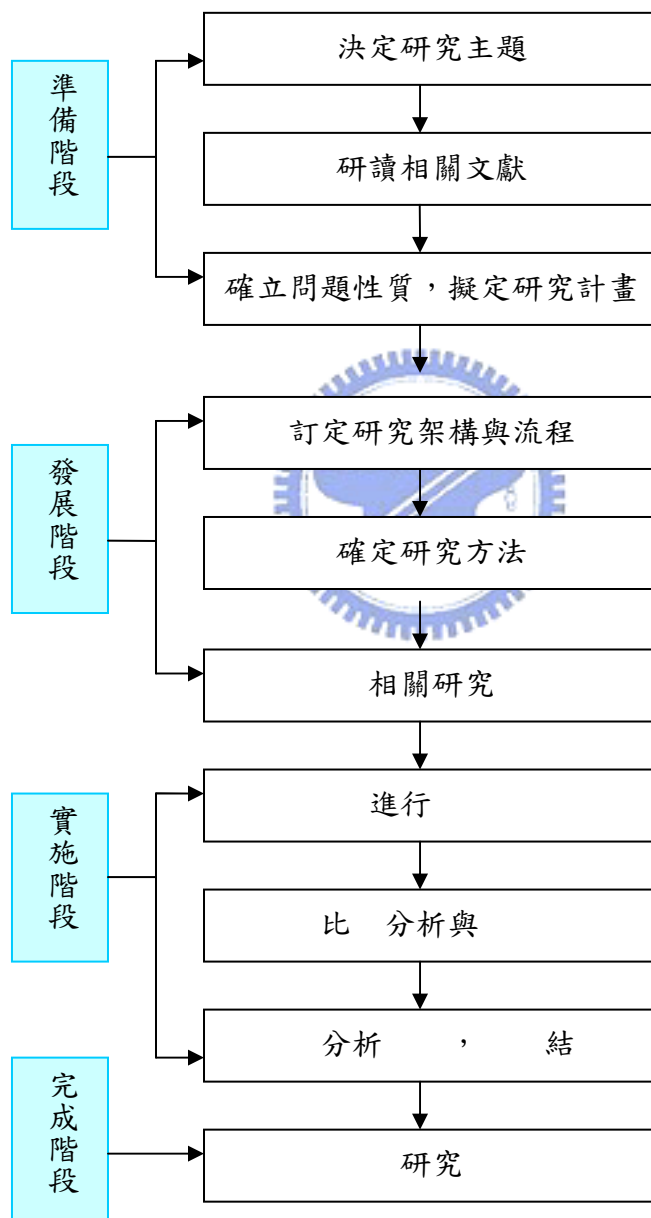 準備階段
決定研究主題
研讀相關文獻
確立問題性質，擬定研究計畫
發展階段
訂定研究架構與流程
確定研究方法
相關研究
實施階段
進行
比 分析與
分析 ， 結
完成階段
研究